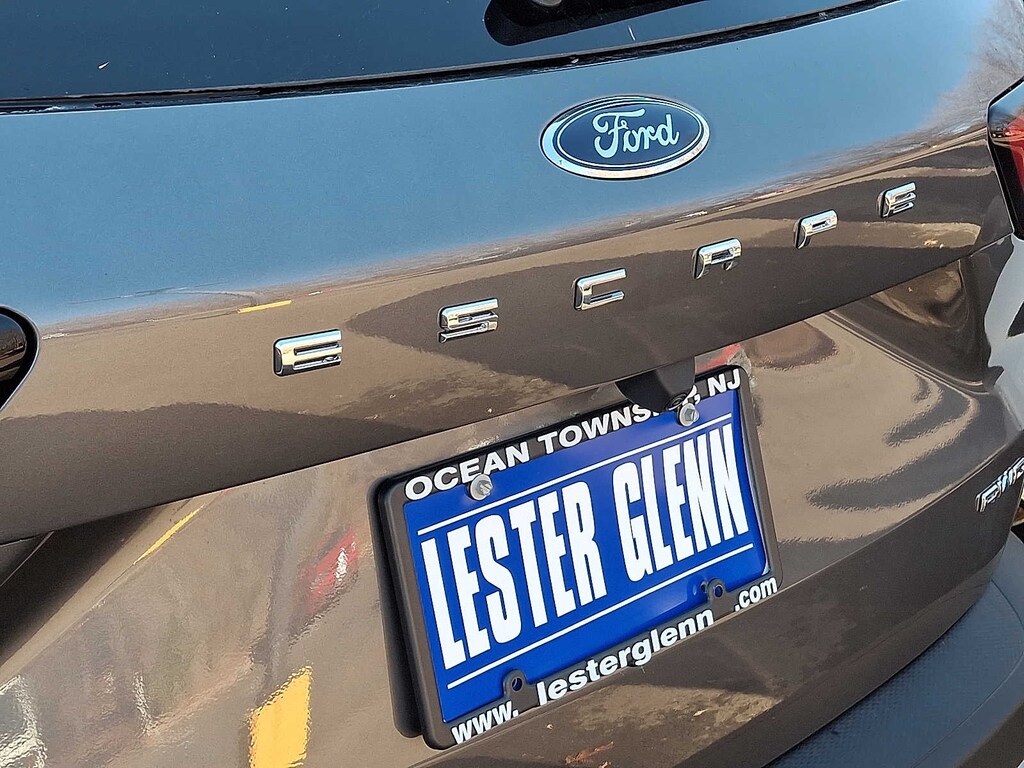 Ford
ESCAPE
OCEAN TOWNSHIP, NJ
LESTER GLENN
www.lesterglenn.com